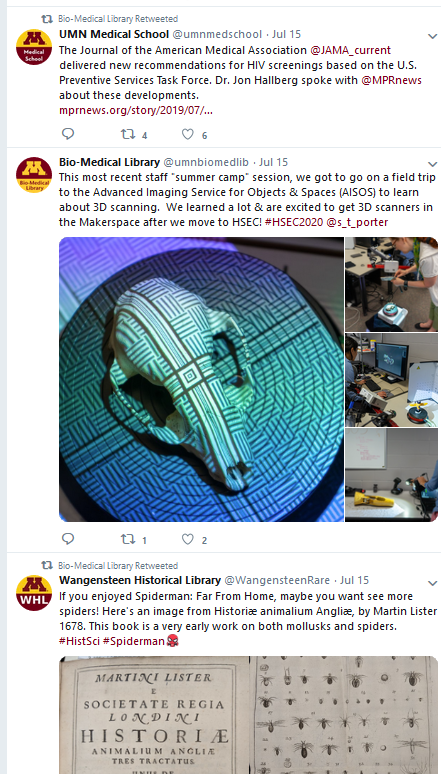 Bio-Medical Library Retweeted
UMN Medical School @umnmedschool · Jul 15
The Journal of the American Medical Association @JAMA_current
delivered new recommendations for HIV screenings based on the U.S.
Preventive Services Task Force. Dr. Jon Hallberg spoke with @MPRnews
about these developments.
mprnews.org/story/2019/07/...
4 6
M
Medical
School
Bio-Medical Library @umnbiomedlib · Jul 15
This most recent staff "summer camp" session, we got to go on a field trip
to the Advanced Imaging Service for Objects & Spaces (AISOS) to learn
about 3D scanning. We learned a lot & are excited to get 3D scanners in
the Makerspace after we move to HSEC! #HSEC2020 @s_t_porter
M
Bio-Medical
Library
1 2
Bio-Medical Library Retweeted
Wangensteen Historical Library @WangensteenRare · Jul 15
If you enjoyed Spiderman: Far From Home, maybe you want see more
spiders! Here's an image from Historiæ animalium Angliæ, by Martin Lister
1678. This book is a very early work on both mollusks and spiders.
#HistSci #Spiderman
M
WHL
MARTINI LISTER
E
SOCIETATE REGIA
LONDINI
HISTORIÆ
ANIMALIUM ANGLIÆ
TRES TRACTATUS.
UNUS DE